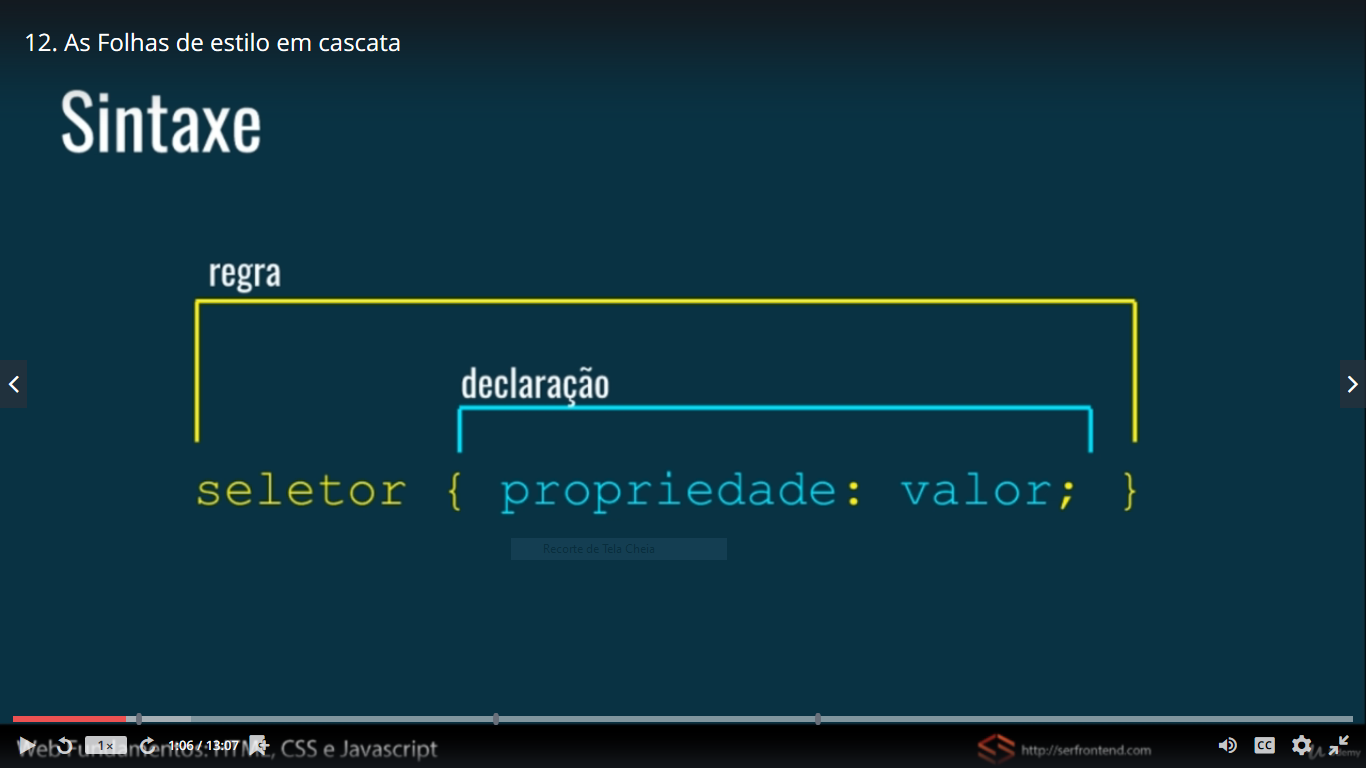 12. As Folhas de estilo em cascata
Sintaxe
regra
declaração
seletor { propriedade: valor; }
Recorte de Tela Cheia
1x
1:06 / 13:07
Web Fundamentos: HTML, CSS e Javascript
http://serfrontend.com
CC